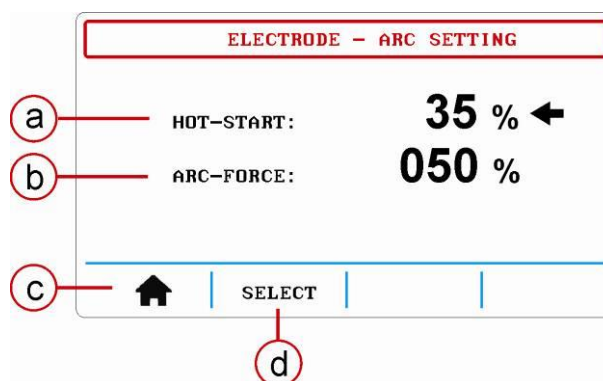 ELECTRODE – ARC SETTING
a HOT-START: 35 %
b ARC-FORCE: 050 %
c SELECT
d